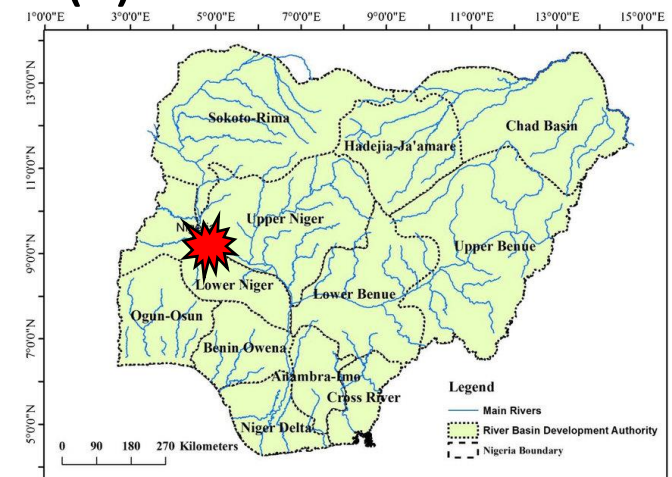 1°0'0"E 3°0'0"E 5°0'0"E 7°0'0"E 9°0'0"E 11°0'0"E 13°0'0"E 15°0'0"E
13°0'0"N
11°0'0"N
9°0'0"N
7°0'0"N
5°0'0"N
Sokoto-Rima
Chad Basin
Hadejia-Ja'amare
Upper Niger
Upper Benue
Lower Niger
Lower Benue
Ogun-Osun
Benin Owena
Anambra-Imo
Cross River
Niger Delta
Legend
Main Rivers
River Basin Development Authority
Nigeria Boundary
0 90 180 270 Kilometers